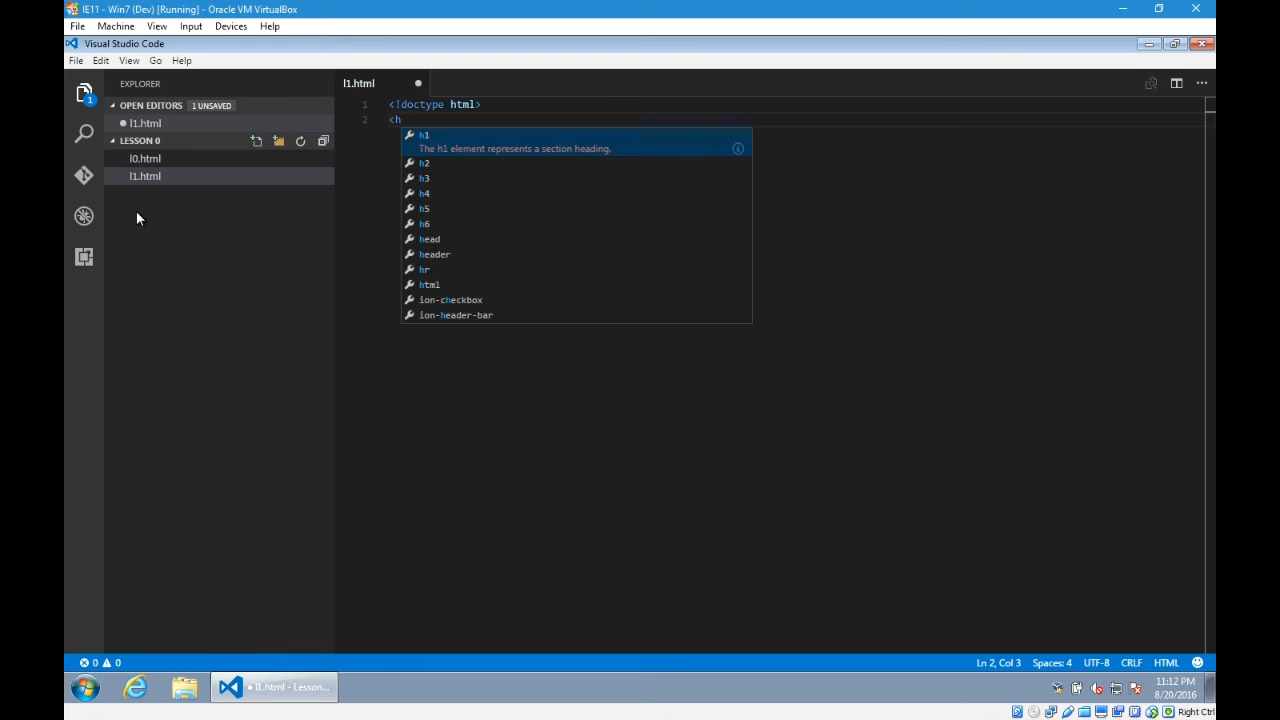 IE11 - Win7 (Dev) [Running] - Oracle VM VirtualBox
File Machine View Input Devices Help
Visual Studio Code
File Edit View Go Help
EXPLORER
OPEN EDITORS 1 UNSAVED
l1.html
LESSON 0
l0.html
l1.html
1
l1.html
1 <!doctype html>
2 <h
h1
The h1 element represents a section heading.
h2
h3
h4
h5
h6
head
header
hr
html
ion-checkbox
ion-header-bar
0 0
Ln 2, Col 3 Spaces: 4 UTF-8 CRLF HTML
l1.html - Lesson...
11:12 PM
8/20/2016
Right Ctrl